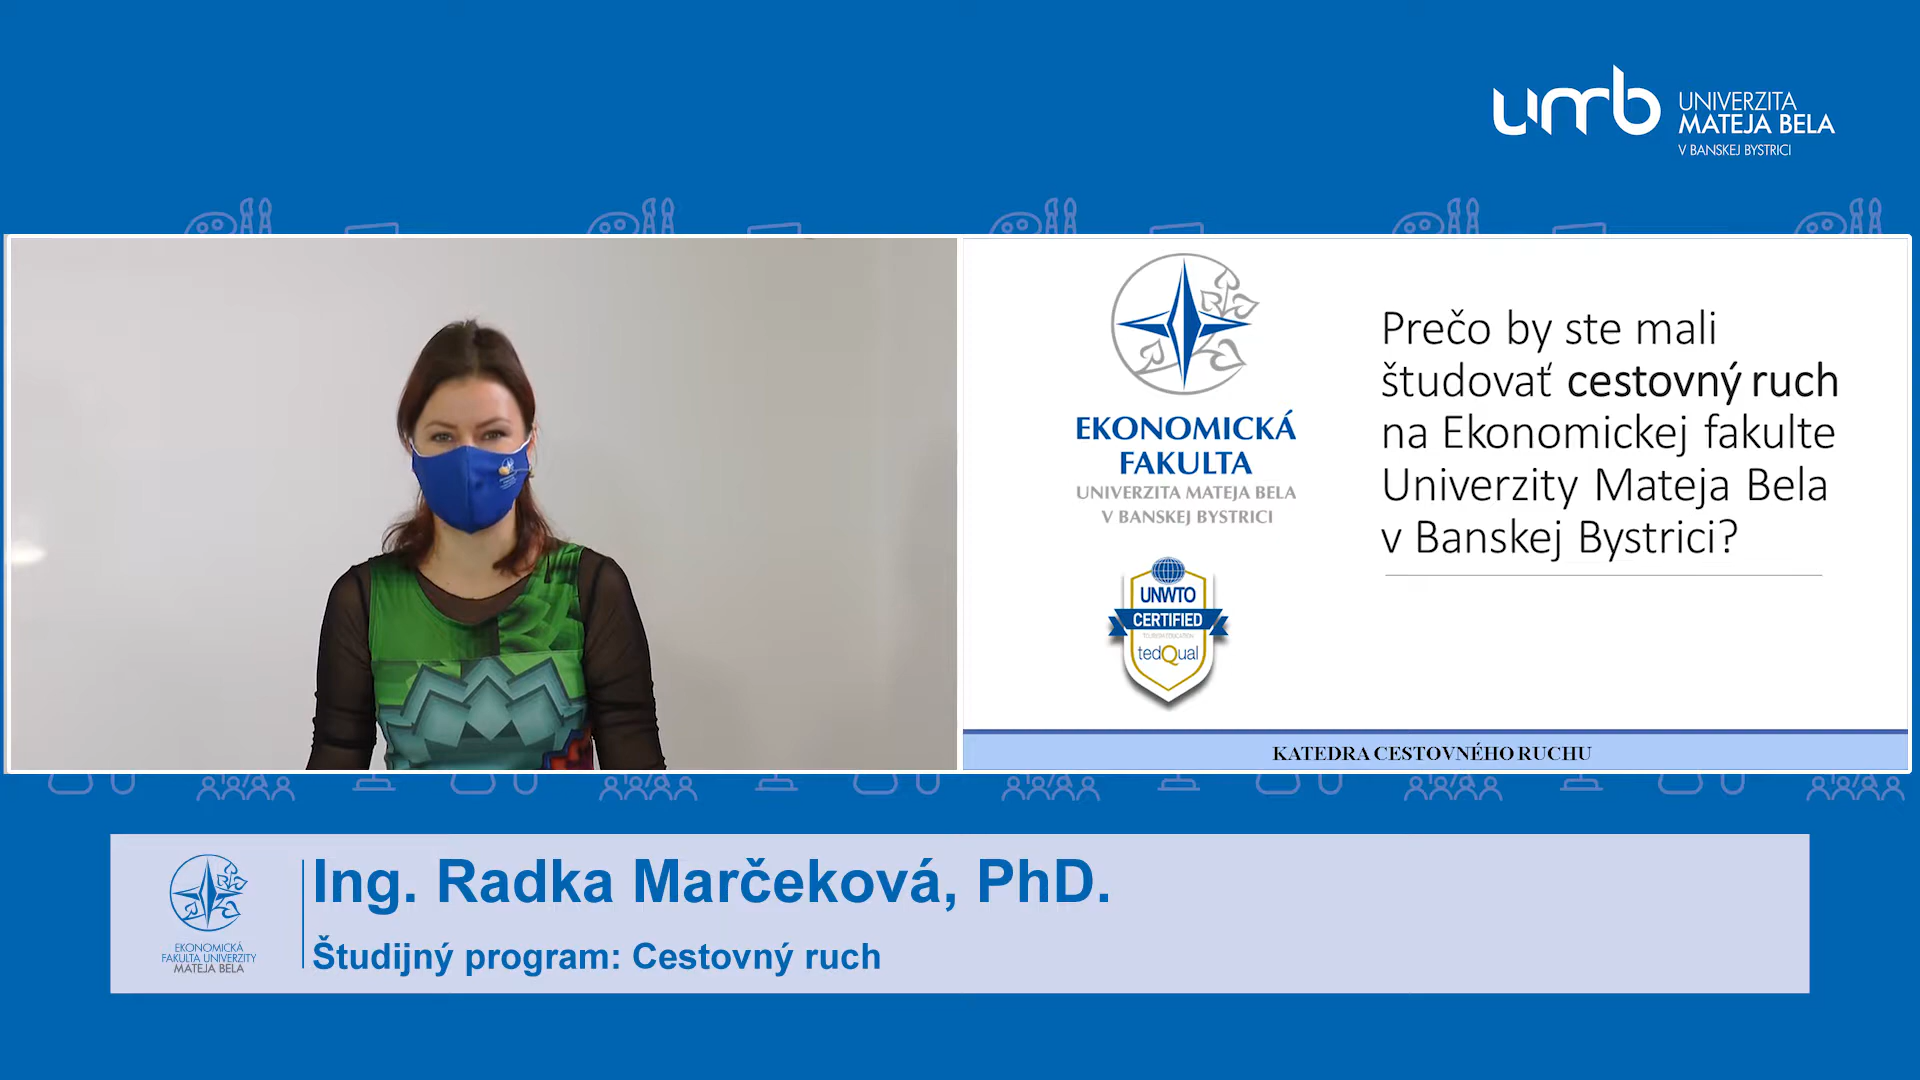 umb
UNIVERZITA
MATEJA BELA
V BANSKEJ BYSTRICI
EKONOMICKÁ
FAKULTA
UNIVERZITA MATEJA BELA
V BANSKEJ BYSTRICI
UNWTO
CERTIFIED
TOURISM EDUCATION
tedQual
Prečo by ste mali
študovať cestovný ruch
na Ekonomickej fakulte
Univerzity Mateja Bela
v Banskej Bystrici?
KATEDRA CESTOVNÉHO RUCHU
EKONOMICKÁ
FAKULTA UNIVERZITY
MATEJA BELA
Ing. Radka Marčeková, PhD.
Študijný program: Cestovný ruch